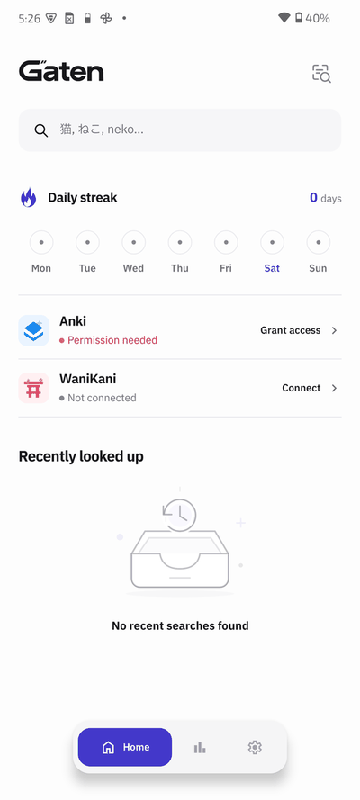 5:26
40%
Gaten
猫, ねこ, neko...
Daily streak
0 days
Mon Tue Wed Thu Fri Sat Sun
Anki
Permission needed
Grant access
WaniKani
Not connected
Connect
Recently looked up
No recent searches found
Home